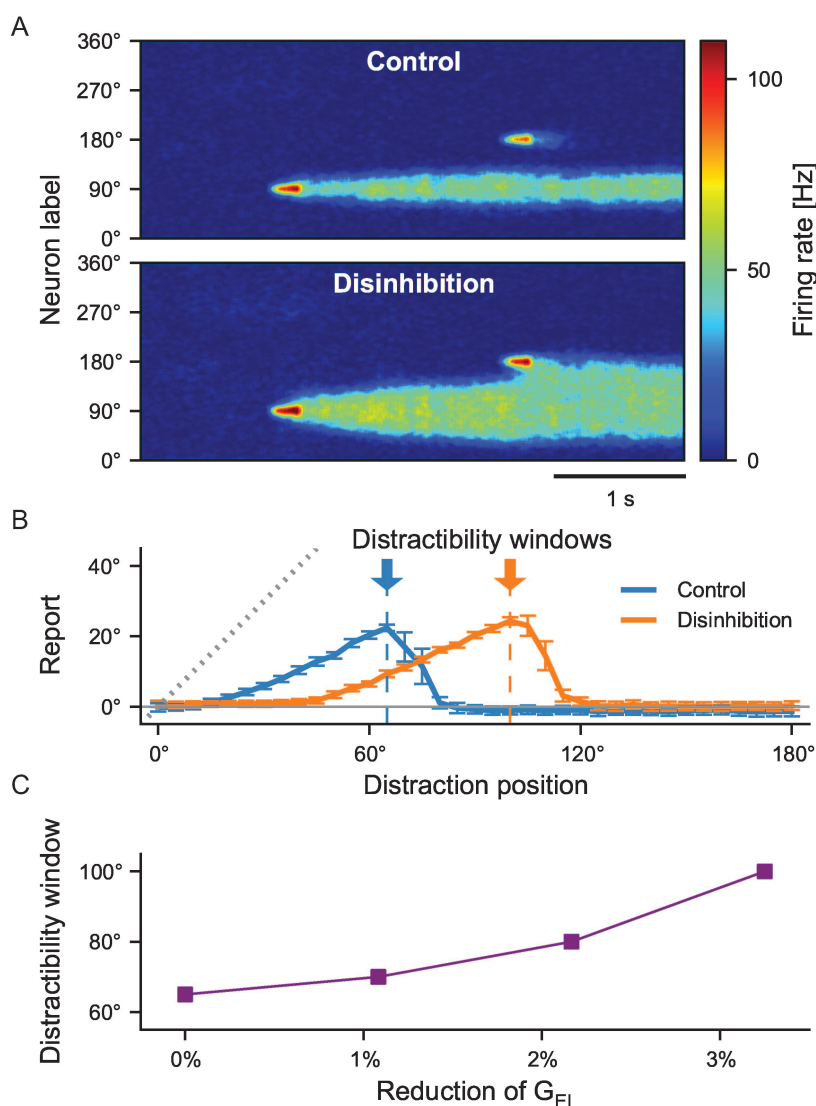 A
360°
Control
270°
180°
90°
0°
360°
Disinhibition
270°
180°
90°
0°
Neuron label
100
50
0
Firing rate [Hz]
1 s
B
Distractibility windows
40°
20°
0°
Report
Control
Disinhibition
0°
60°
120°
180°
Distraction position
C
100°
80°
60°
Distractibility window
0%
1%
2%
3%
Reduction of G_EI